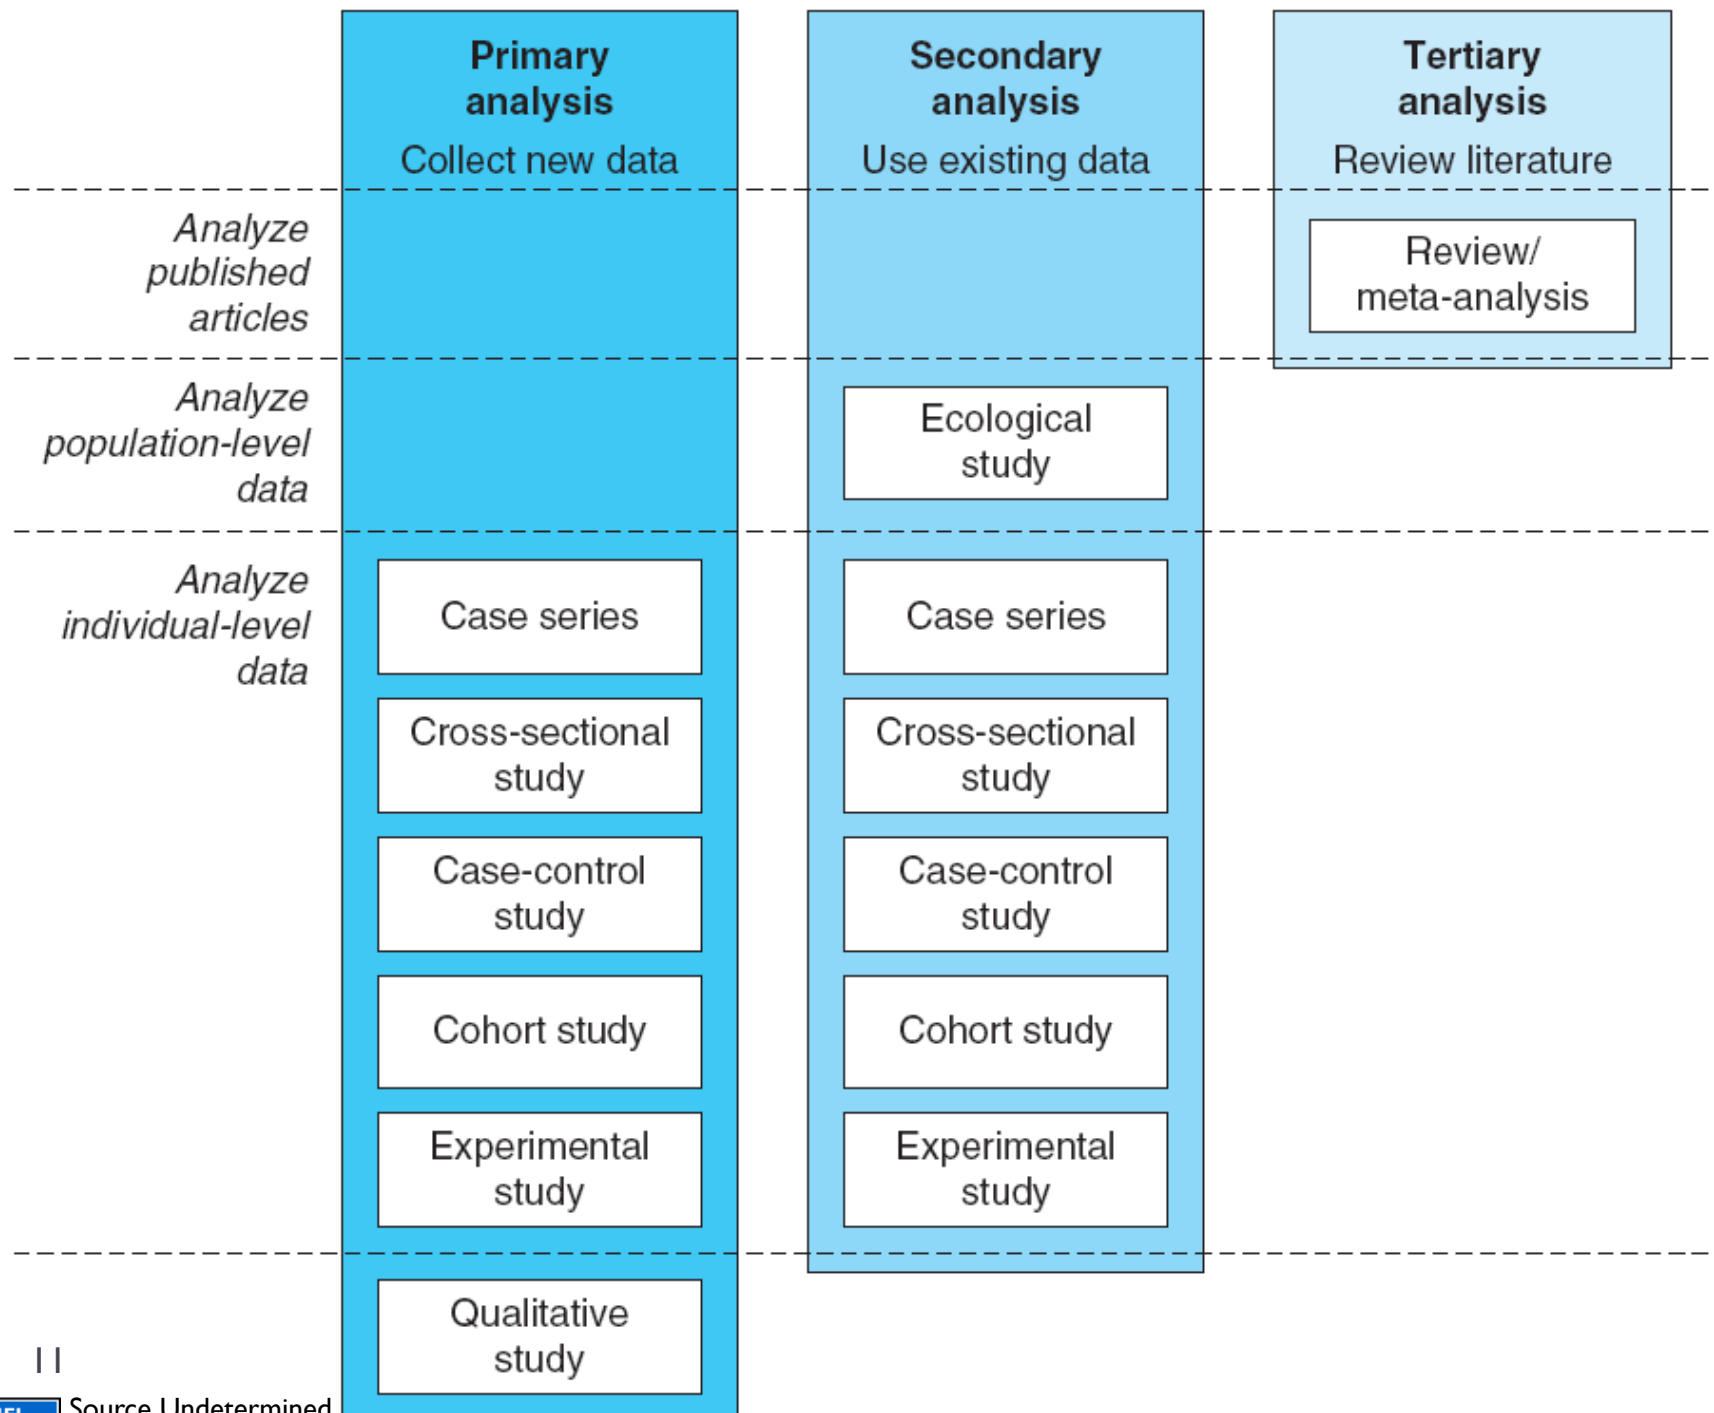 Primary
analysis
Collect new data
Secondary
analysis
Use existing data
Tertiary
analysis
Review literature
Analyze
published
articles
Review/
meta-analysis
Analyze
population-level
data
Ecological
study
Analyze
individual-level
data
Case series
Case series
Cross-sectional
study
Cross-sectional
study
Case-control
study
Case-control
study
Cohort study
Cohort study
Experimental
study
Experimental
study
Qualitative
study
11
Source Undetermined